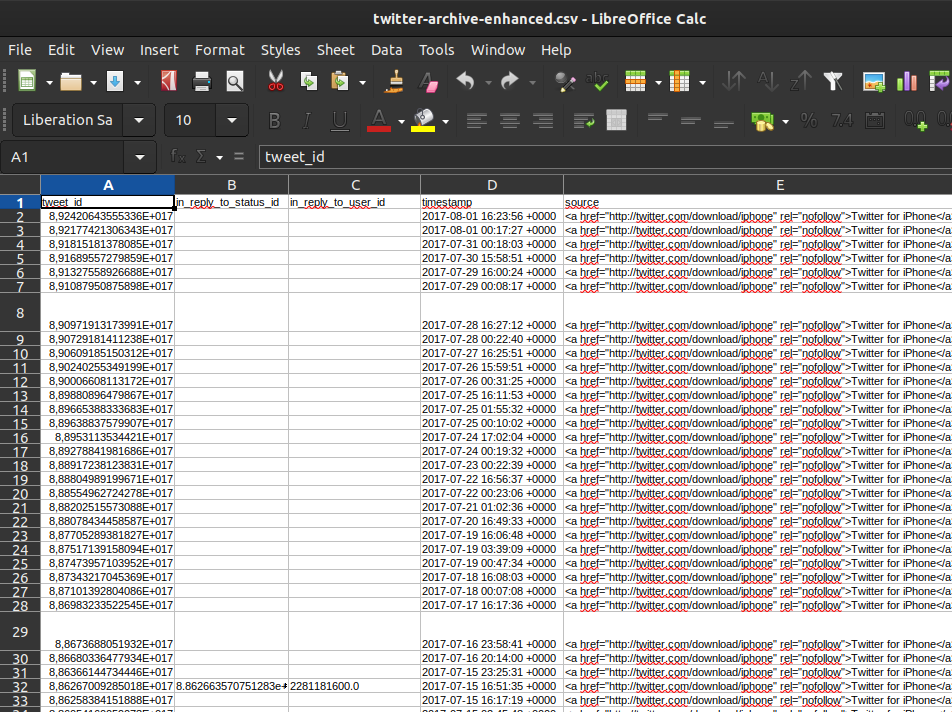 twitter-archive-enhanced.csv - LibreOffice Calc
File Edit View Insert Format Styles Sheet Data Tools Window Help
Liberation Sa 10
A1 tweet_id
A B C D E
1 tweet_id in_reply_to_status_id in_reply_to_user_id timestamp source
2 8,92420643555336E+017 2017-08-01 16:23:56 +0000 <a href="http://twitter.com/download/iphone" rel="nofollow">Twitter for iPhone</a
3 8,92177421306343E+017 2017-08-01 00:17:27 +0000 <a href="http://twitter.com/download/iphone" rel="nofollow">Twitter for iPhone</a
4 8,91815181378085E+017 2017-07-31 00:18:03 +0000 <a href="http://twitter.com/download/iphone" rel="nofollow">Twitter for iPhone</a
5 8,91689557279859E+017 2017-07-30 15:58:51 +0000 <a href="http://twitter.com/download/iphone" rel="nofollow">Twitter for iPhone</a
6 8,91327558926688E+017 2017-07-29 16:00:24 +0000 <a href="http://twitter.com/download/iphone" rel="nofollow">Twitter for iPhone</a
7 8,91087950875898E+017 2017-07-29 00:08:17 +0000 <a href="http://twitter.com/download/iphone" rel="nofollow">Twitter for iPhone</a
8 8,90971913173991E+017 2017-07-28 16:27:12 +0000 <a href="http://twitter.com/download/iphone" rel="nofollow">Twitter for iPhone</a
9 8,90729181411238E+017 2017-07-28 00:22:40 +0000 <a href="http://twitter.com/download/iphone" rel="nofollow">Twitter for iPhone</a
10 8,90609185150312E+017 2017-07-27 16:25:51 +0000 <a href="http://twitter.com/download/iphone" rel="nofollow">Twitter for iPhone</a
11 8,90240255349199E+017 2017-07-26 15:59:51 +0000 <a href="http://twitter.com/download/iphone" rel="nofollow">Twitter for iPhone</a
12 8,90006608113172E+017 2017-07-26 00:31:25 +0000 <a href="http://twitter.com/download/iphone" rel="nofollow">Twitter for iPhone</a
13 8,89880896479867E+017 2017-07-25 16:11:53 +0000 <a href="http://twitter.com/download/iphone" rel="nofollow">Twitter for iPhone</a
14 8,89665388333683E+017 2017-07-25 01:55:32 +0000 <a href="http://twitter.com/download/iphone" rel="nofollow">Twitter for iPhone</a
15 8,89638837579907E+017 2017-07-25 00:10:02 +0000 <a href="http://twitter.com/download/iphone" rel="nofollow">Twitter for iPhone</a
16 8,8953113534421E+017 2017-07-24 17:02:04 +0000 <a href="http://twitter.com/download/iphone" rel="nofollow">Twitter for iPhone</a
17 8,89278841981686E+017 2017-07-24 00:19:32 +0000 <a href="http://twitter.com/download/iphone" rel="nofollow">Twitter for iPhone</a
18 8,88917238123831E+017 2017-07-23 00:22:39 +0000 <a href="http://twitter.com/download/iphone" rel="nofollow">Twitter for iPhone</a
19 8,88804989199671E+017 2017-07-22 16:56:37 +0000 <a href="http://twitter.com/download/iphone" rel="nofollow">Twitter for iPhone</a
20 8,88554962724278E+017 2017-07-22 00:23:06 +0000 <a href="http://twitter.com/download/iphone" rel="nofollow">Twitter for iPhone</a
21 8,88202515573088E+017 2017-07-21 01:02:36 +0000 <a href="http://twitter.com/download/iphone" rel="nofollow">Twitter for iPhone</a
22 8,88078434458587E+017 2017-07-20 16:49:33 +0000 <a href="http://twitter.com/download/iphone" rel="nofollow">Twitter for iPhone</a
23 8,87705289381827E+017 2017-07-19 16:06:48 +0000 <a href="http://twitter.com/download/iphone" rel="nofollow">Twitter for iPhone</a
24 8,87517139158094E+017 2017-07-19 03:39:09 +0000 <a href="http://twitter.com/download/iphone" rel="nofollow">Twitter for iPhone</a
25 8,87473957103952E+017 2017-07-19 00:47:34 +0000 <a href="http://twitter.com/download/iphone" rel="nofollow">Twitter for iPhone</a
26 8,87343217045369E+017 2017-07-18 16:08:03 +0000 <a href="http://twitter.com/download/iphone" rel="nofollow">Twitter for iPhone</a
27 8,87101392804086E+017 2017-07-18 00:07:08 +0000 <a href="http://twitter.com/download/iphone" rel="nofollow">Twitter for iPhone</a
28 8,86983233522545E+017 2017-07-17 16:17:36 +0000 <a href="http://twitter.com/download/iphone" rel="nofollow">Twitter for iPhone</a
29 8,8673688051932E+017 2017-07-16 23:58:41 +0000 <a href="http://twitter.com/download/iphone" rel="nofollow">Twitter for iPhone</a
30 8,86680336477934E+017 2017-07-16 20:14:00 +0000 <a href="http://twitter.com/download/iphone" rel="nofollow">Twitter for iPhone</a
31 8,86366144734446E+017 2017-07-15 23:25:31 +0000 <a href="http://twitter.com/download/iphone" rel="nofollow">Twitter for iPhone</a
32 8,86267009285018E+017 8.862663570751283e+ 2281181600.0 2017-07-15 16:51:35 +0000 <a href="http://twitter.com/download/iphone" rel="nofollow">Twitter for iPhone</a
33 8,86258384151888E+017 2017-07-15 16:17:19 +0000 <a href="http://twitter.com/download/iphone" rel="nofollow">Twitter for iPhone</a